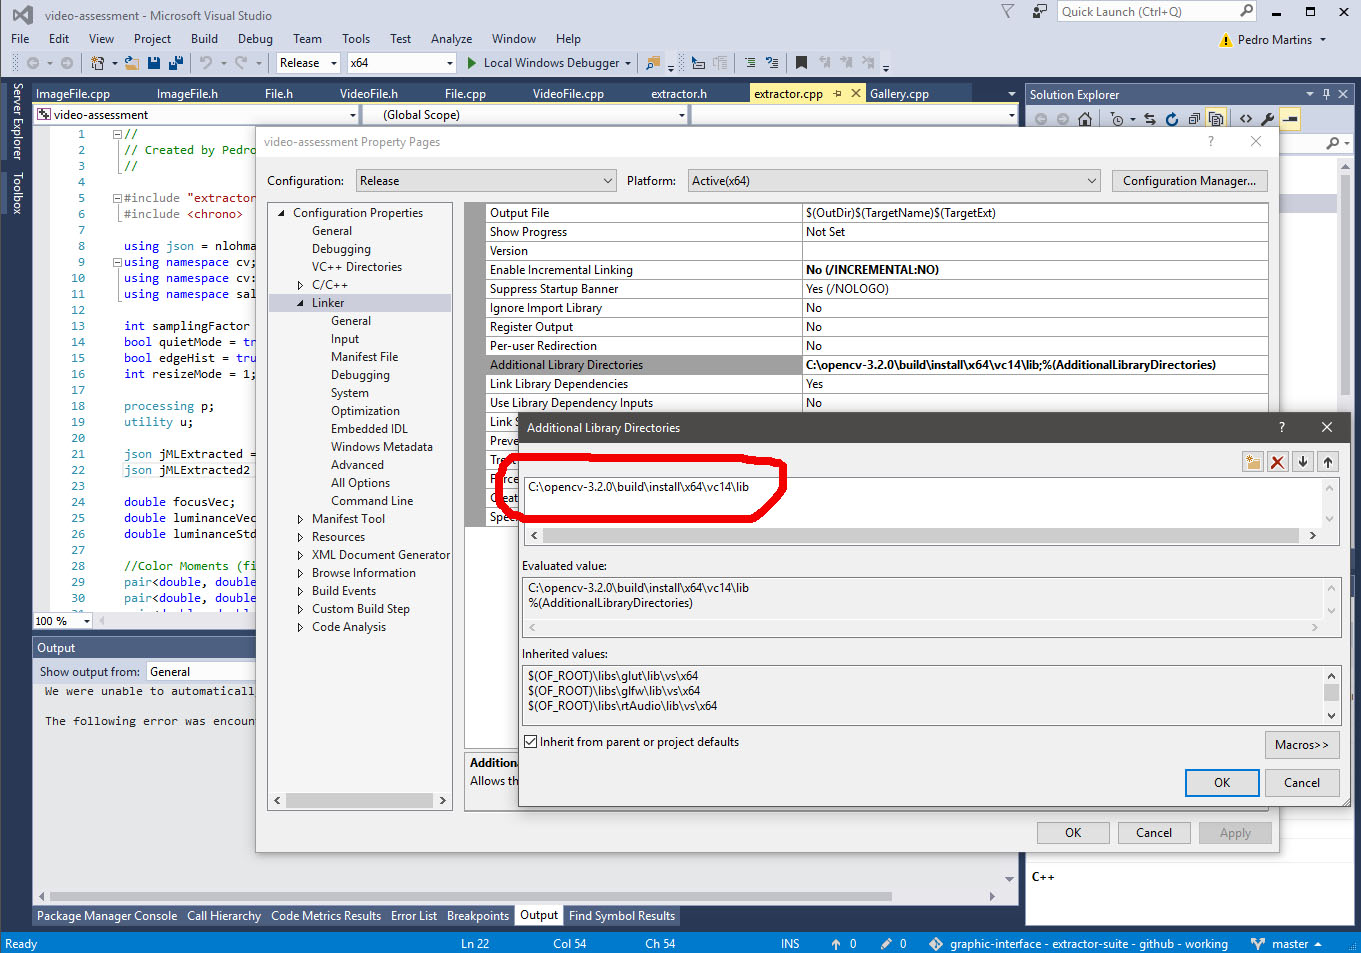 video-assessment - Microsoft Visual Studio
Quick Launch (Ctrl+Q)
File Edit View Project Build Debug Team Tools Test Analyze Window Help
Pedro Martins
Release x64 Local Windows Debugger
Server Explorer
Toolbox
ImageFile.cpp ImageFile.h File.h VideoFile.h File.cpp VideoFile.cpp extractor.h extractor.cpp Gallery.cpp
Solution Explorer
video-assessment (Global Scope)
1 //
2 // Created by Pedro
3 //
4
5 #include "extractor
6 #include <chrono>
7
8 using json = nlohma
9 using namespace cv;
10 using namespace cv:
11 using namespace sal
12
13 int samplingFactor
14 bool quietMode = tr
15 bool edgeHist = tru
16 int resizeMode = 1;
17
18 processing p;
19 utility u;
20
21 json jMLExtracted =
22 json jMLExtracted2
23
24 double focusVec;
25 double luminanceVec
26 double luminanceStd
27
28 //Color Moments (fi
29 pair<double, double
30 pair<double, double
100 %
Output
Show output from: General
We were unable to automaticall
The following error was encoun
video-assessment Property Pages
?
Configuration: Release Platform: Active(x64) Configuration Manager...
Configuration Properties
General
Debugging
VC++ Directories
C/C++
Linker
General
Input
Manifest File
Debugging
System
Optimization
Embedded IDL
Windows Metadata
Advanced
All Options
Command Line
Manifest Tool
Resources
XML Document Generator
Browse Information
Build Events
Custom Build Step
Code Analysis
Output File $(OutDir)$(TargetName)$(TargetExt)
Show Progress Not Set
Version
Enable Incremental Linking No (/INCREMENTAL:NO)
Suppress Startup Banner Yes (/NOLOGO)
Ignore Import Library No
Register Output No
Per-user Redirection No
Additional Library Directories C:\opencv-3.2.0\build\install\x64\vc14\lib;%(AdditionalLibraryDirectories)
Link Library Dependencies Yes
Use Library Dependency Inputs No
Link S
Preve
Creat
Additiona
Allows th
Additional Library Directories
?
C:\opencv-3.2.0\build\install\x64\vc14\lib
Evaluated value:
C:\opencv-3.2.0\build\install\x64\vc14\lib
%(AdditionalLibraryDirectories)
Inherited values:
$(OF_ROOT)\libs\glut\lib\vs\x64
$(OF_ROOT)\libs\glfw\lib\vs\x64
$(OF_ROOT)\libs\rtAudio\lib\vs\x64
Inherit from parent or project defaults
Macros>>
OK Cancel
OK Cancel Apply
C++
Package Manager Console Call Hierarchy Code Metrics Results Error List Breakpoints Output Find Symbol Results
Ready Ln 22 Col 54 Ch 54 INS 0 0 graphic-interface - extractor-suite - github - working master